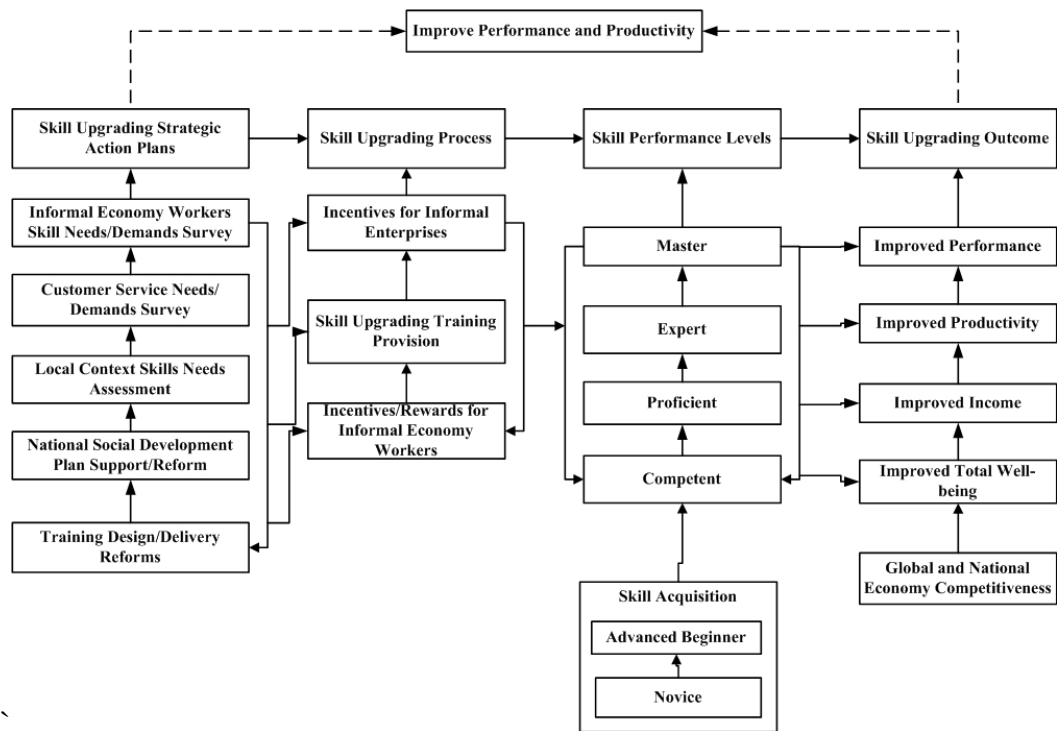 Improve Performance and Productivity
Skill Upgrading Strategic
Action Plans
Skill Upgrading Process
Skill Performance Levels
Skill Upgrading Outcome
Informal Economy Workers
Skill Needs/Demands Survey
Customer Service Needs/
Demands Survey
Local Context Skills Needs
Assessment
National Social Development
Plan Support/Reform
Training Design/Delivery
Reforms
Incentives for Informal
Enterprises
Skill Upgrading Training
Provision
Incentives/Rewards for
Informal Economy
Workers
Master
Expert
Proficient
Competent
Skill Acquisition
Advanced Beginner
Novice
Improved Performance
Improved Productivity
Improved Income
Improved Total Well-
being
Global and National
Economy Competitiveness
`